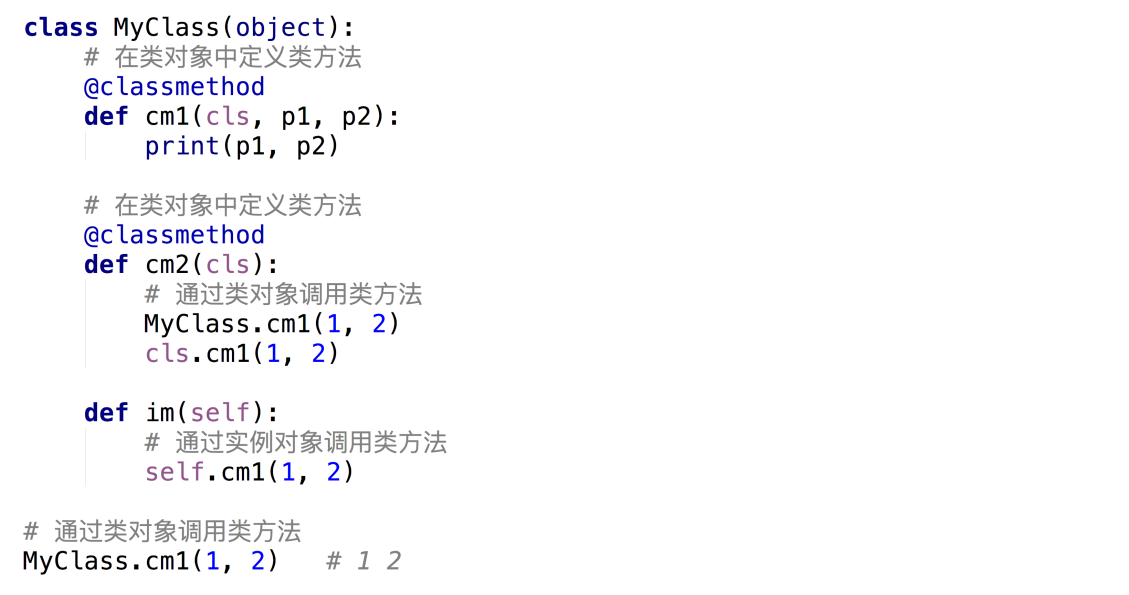 class MyClass(object):
    # 在类对象中定义类方法
    @classmethod
    def cm1(cls, p1, p2):
        print(p1, p2)

    # 在类对象中定义类方法
    @classmethod
    def cm2(cls):
        # 通过类对象调用类方法
        MyClass.cm1(1, 2)
        cls.cm1(1, 2)

    def im(self):
        # 通过实例对象调用类方法
        self.cm1(1, 2)

# 通过类对象调用类方法
MyClass.cm1(1, 2)   # 1 2